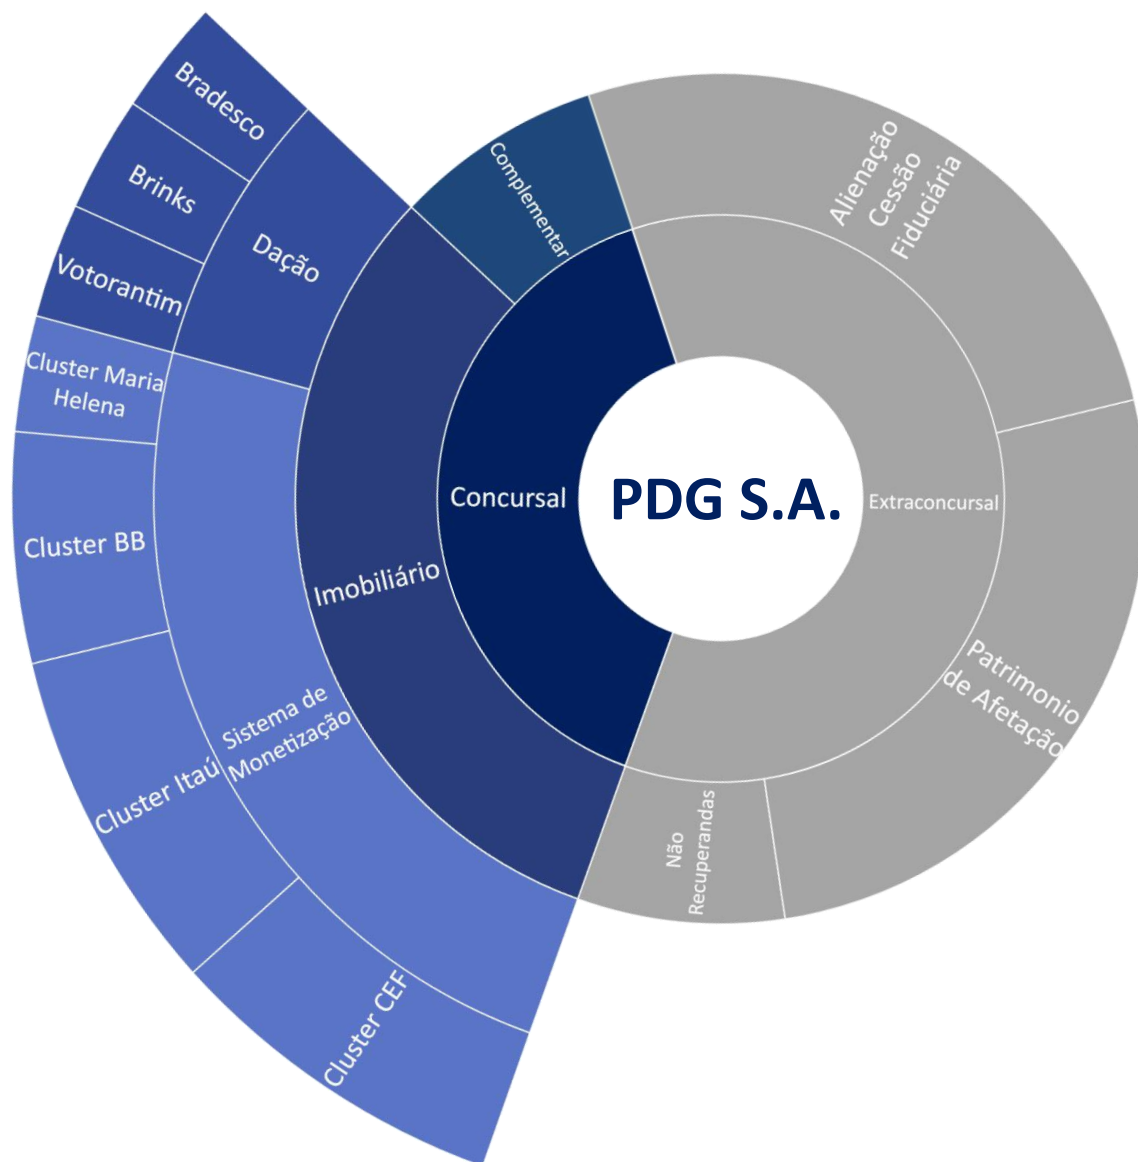 Bradesco
Brinks
Votorantim
Cluster Maria
Helena
Cluster BB
Cluster Itaú
Cluster CEF
Dação
Sistema de
Monetização
Imobiliário
Complementar
Concursal
PDG S.A.
Extraconcursal
Alienação
Cessão
Fiduciária
Patrimonio
de Afetação
Não
Recuperandas